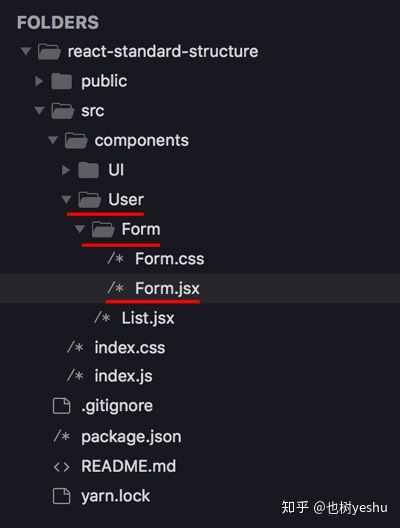 FOLDERS
react-standard-structure
public
src
components
UI
User
Form
/* Form.css
/* Form.jsx
/* List.jsx
/* index.css
/* index.js
.gitignore
/* package.json
<> README.md
yarn.lock
知乎 @也树yeshu